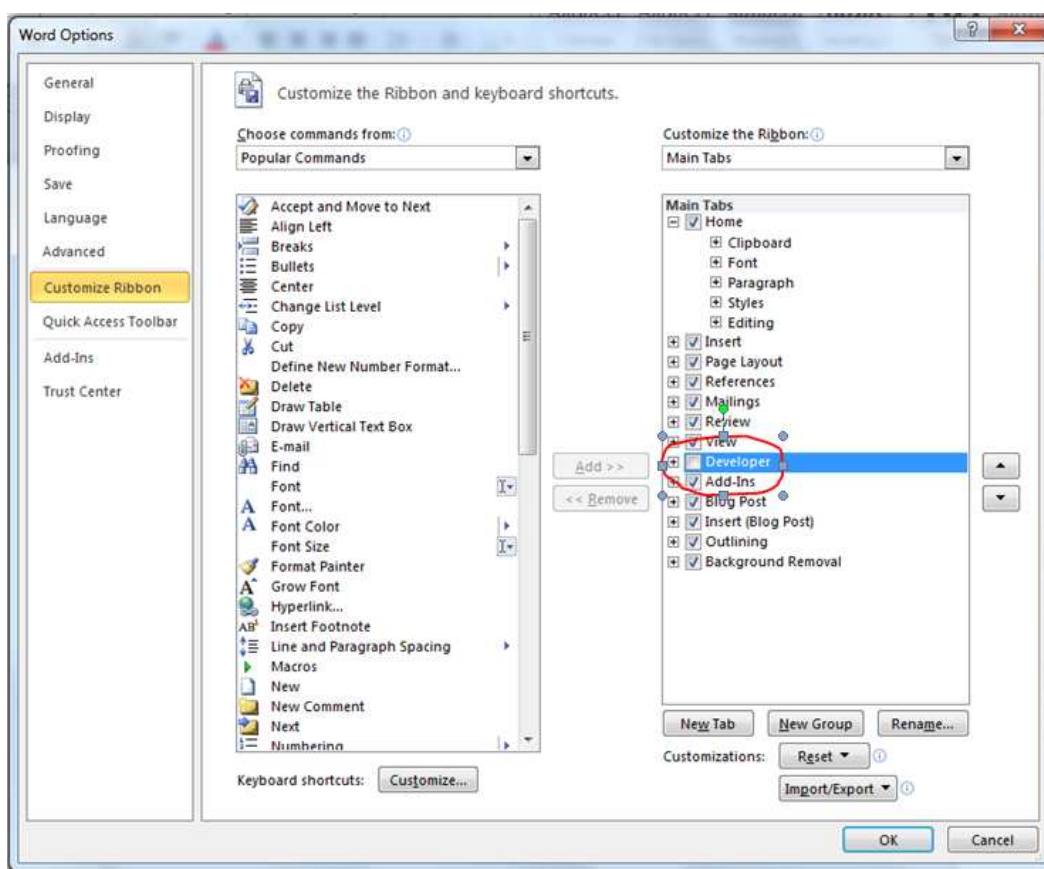 Word Options
General
Display
Proofing
Save
Language
Advanced
Customize Ribbon
Quick Access Toolbar
Add-Ins
Trust Center
Customize the Ribbon and keyboard shortcuts.
Choose commands from:
Popular Commands
Accept and Move to Next
Align Left
Breaks
Bullets
Center
Change List Level
Copy
Cut
Define New Number Format...
Delete
Draw Table
Draw Vertical Text Box
E-mail
Find
Font
Font...
Font Color
Font Size
Format Painter
Grow Font
Hyperlink...
Insert Footnote
Line and Paragraph Spacing
Macros
New
New Comment
Next
Numbering
Keyboard shortcuts: Customize...
Add >>
<< Remove
Customize the Ribbon:
Main Tabs
Main Tabs
Home
Clipboard
Font
Paragraph
Styles
Editing
Insert
Page Layout
References
Mailings
Review
View
Developer
Add-Ins
Blog Post
Insert (Blog Post)
Outlining
Background Removal
New Tab New Group Rename...
Customizations: Reset
Import/Export
OK Cancel